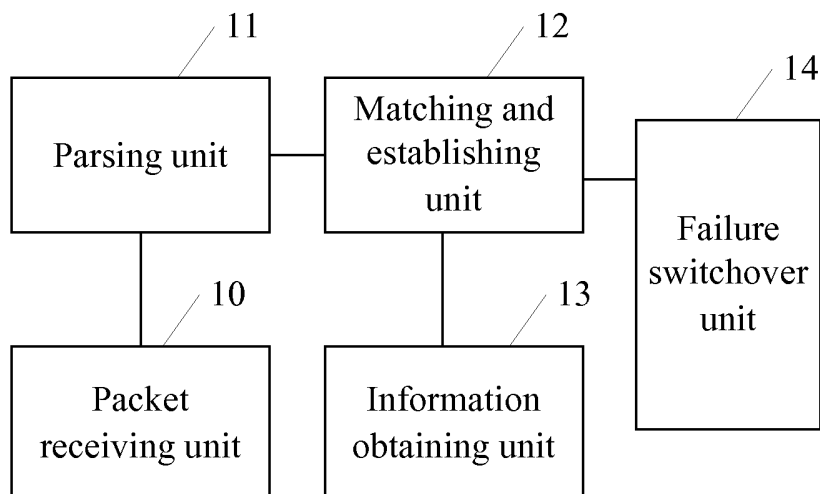 11
Parsing unit
12
Matching and
establishing
unit
14
Failure
switchover
unit
10
Packet
receiving unit
13
Information
obtaining unit